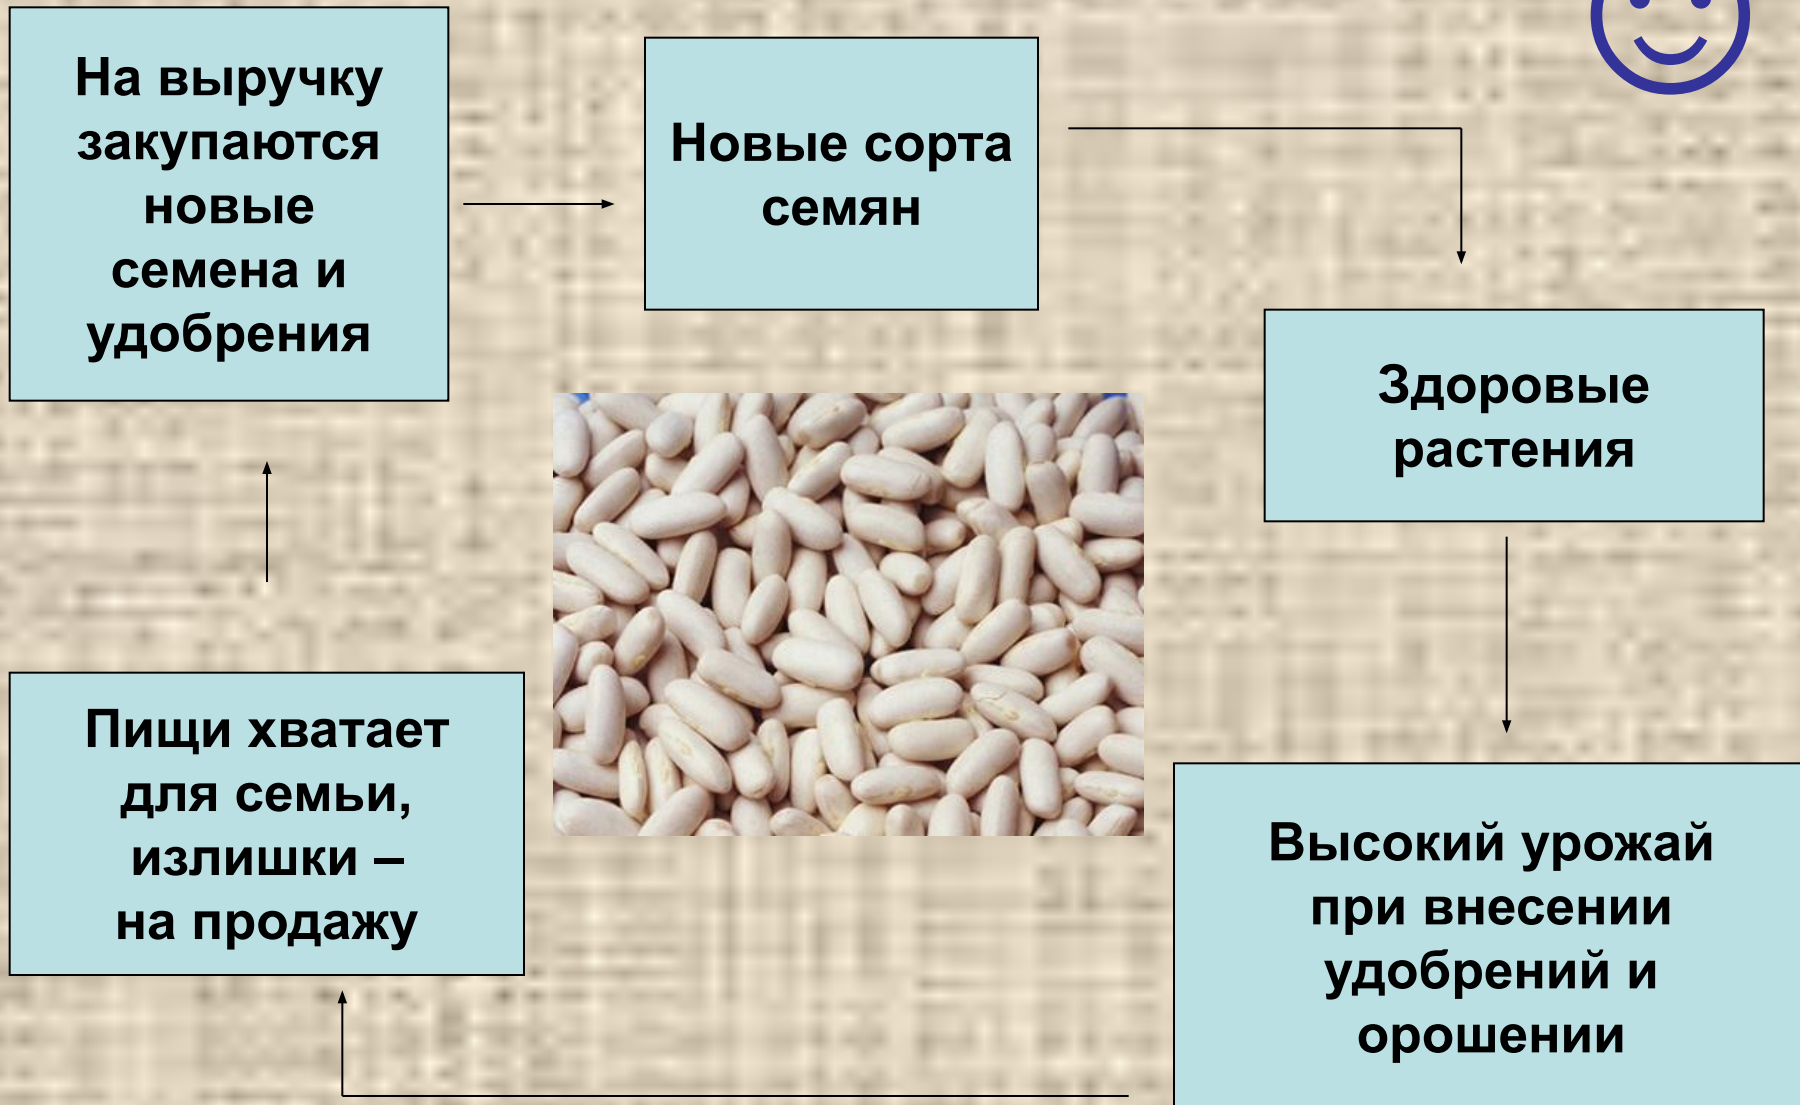 На выручку
закупаются
новые
семена и
удобрения
Новые сорта
семян
Здоровые
растения
Высокий урожай
при внесении
удобрений и
орошении
Пищи хватает
для семьи,
излишки –
на продажу